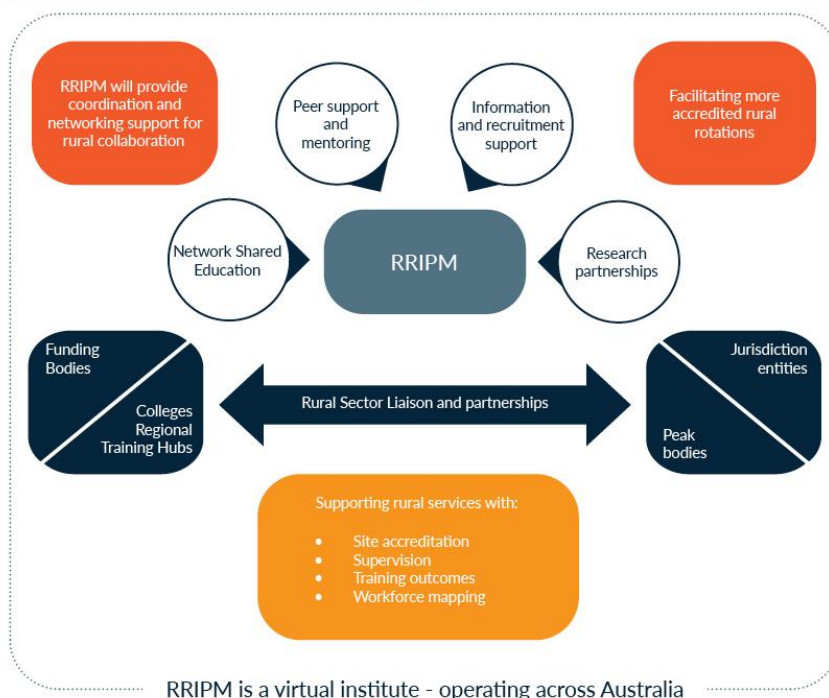 RRIPM will provide
coordination and
networking support for
rural collaboration
Peer support
and
mentoring
Information
and recruitment
support
Facilitating more
accredited rural
rotations
Network Shared
Education
RRIPM
Research
partnerships
Funding
Bodies
Colleges
Regional
Training Hubs
Rural Sector Liaison and partnerships
Jurisdiction
entities
Peak
bodies
Supporting rural services with:
• Site accreditation
• Supervision
• Training outcomes
• Workforce mapping
RRIPM is a virtual institute - operating across Australia